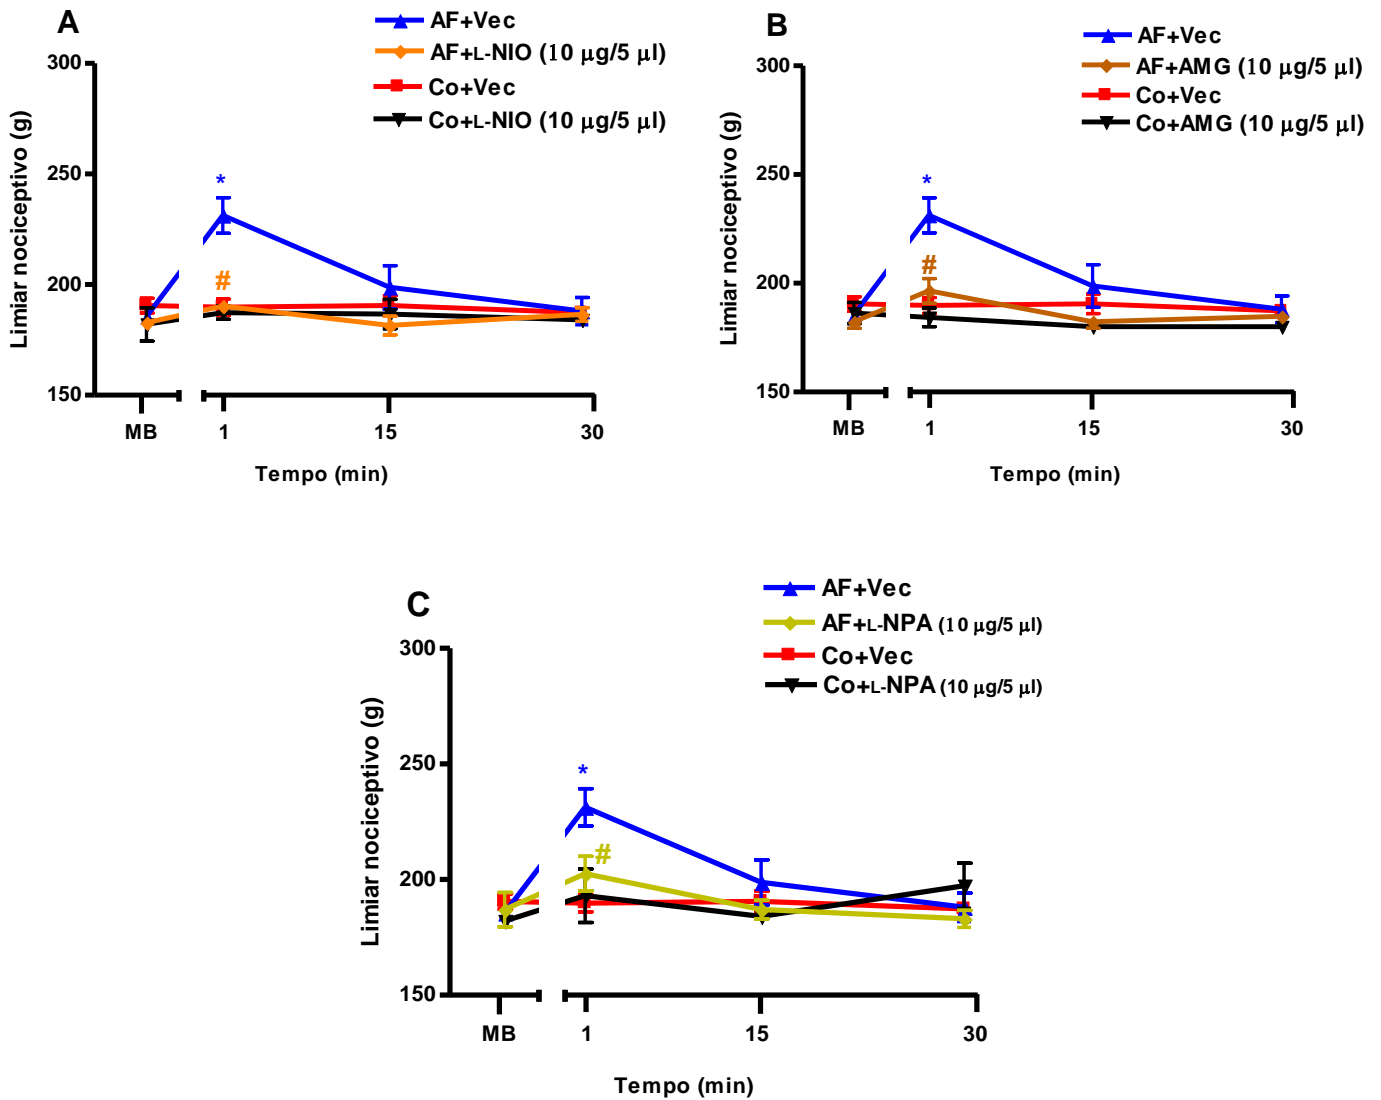 A
AF+Vec
AF+L-NIO (10 µg/5 µl)
Co+Vec
Co+L-NIO (10 µg/5 µl)
300
250
200
150
Limiar nociceptivo (g)
*
#
MB
1
15
30
Tempo (min)
B
AF+Vec
AF+AMG (10 µg/5 µl)
Co+Vec
Co+AMG (10 µg/5 µl)
300
250
200
150
Limiar nociceptivo (g)
*
#
MB
1
15
30
Tempo (min)
C
AF+Vec
AF+L-NPA (10 µg/5 µl)
Co+Vec
Co+L-NPA (10 µg/5 µl)
300
250
200
150
Limiar nociceptivo (g)
*
#
MB
1
15
30
Tempo (min)